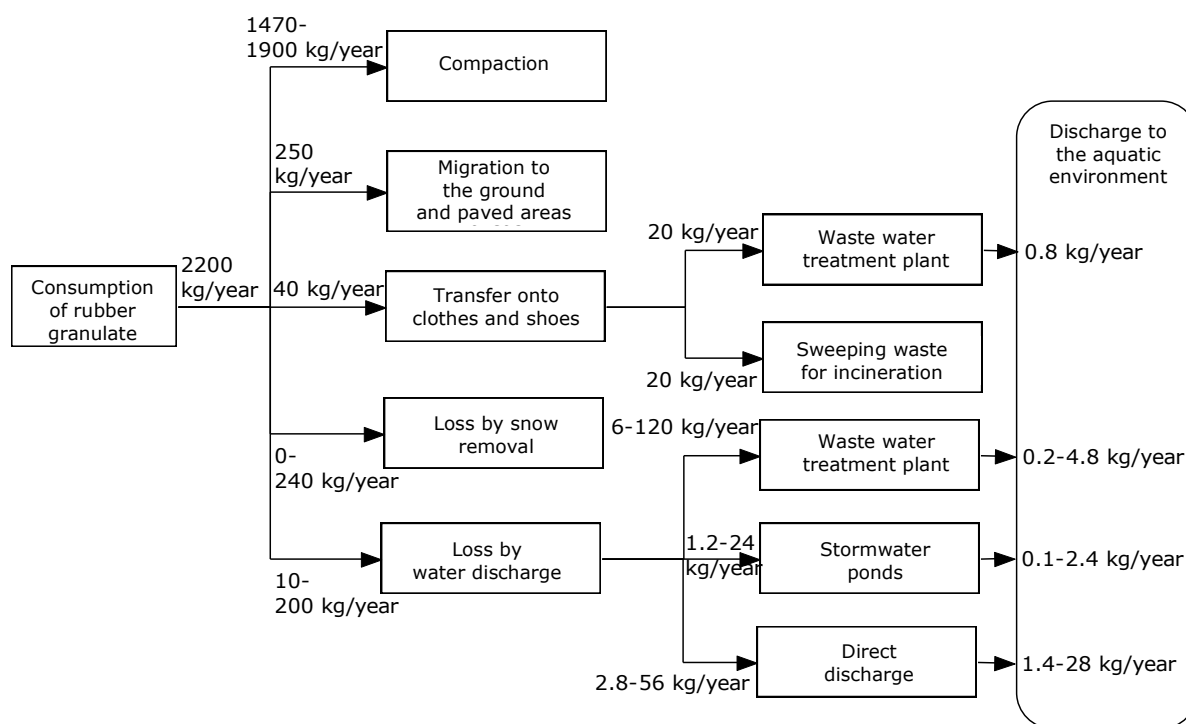 1470-
1900 kg/year
Compaction
250
kg/year
Migration to
the ground
and paved areas
Discharge to
the aquatic
environment
2200
kg/year
Consumption
of rubber
granulate
40 kg/year
Transfer onto
clothes and shoes
20 kg/year
Waste water
treatment plant
0.8 kg/year
20 kg/year
Sweeping waste
for incineration
0-
240 kg/year
Loss by snow
removal
6-120 kg/year
Waste water
treatment plant
0.2-4.8 kg/year
10-
200 kg/year
Loss by
water discharge
1.2-24
kg/year
Stormwater
ponds
0.1-2.4 kg/year
2.8-56 kg/year
Direct
discharge
1.4-28 kg/year